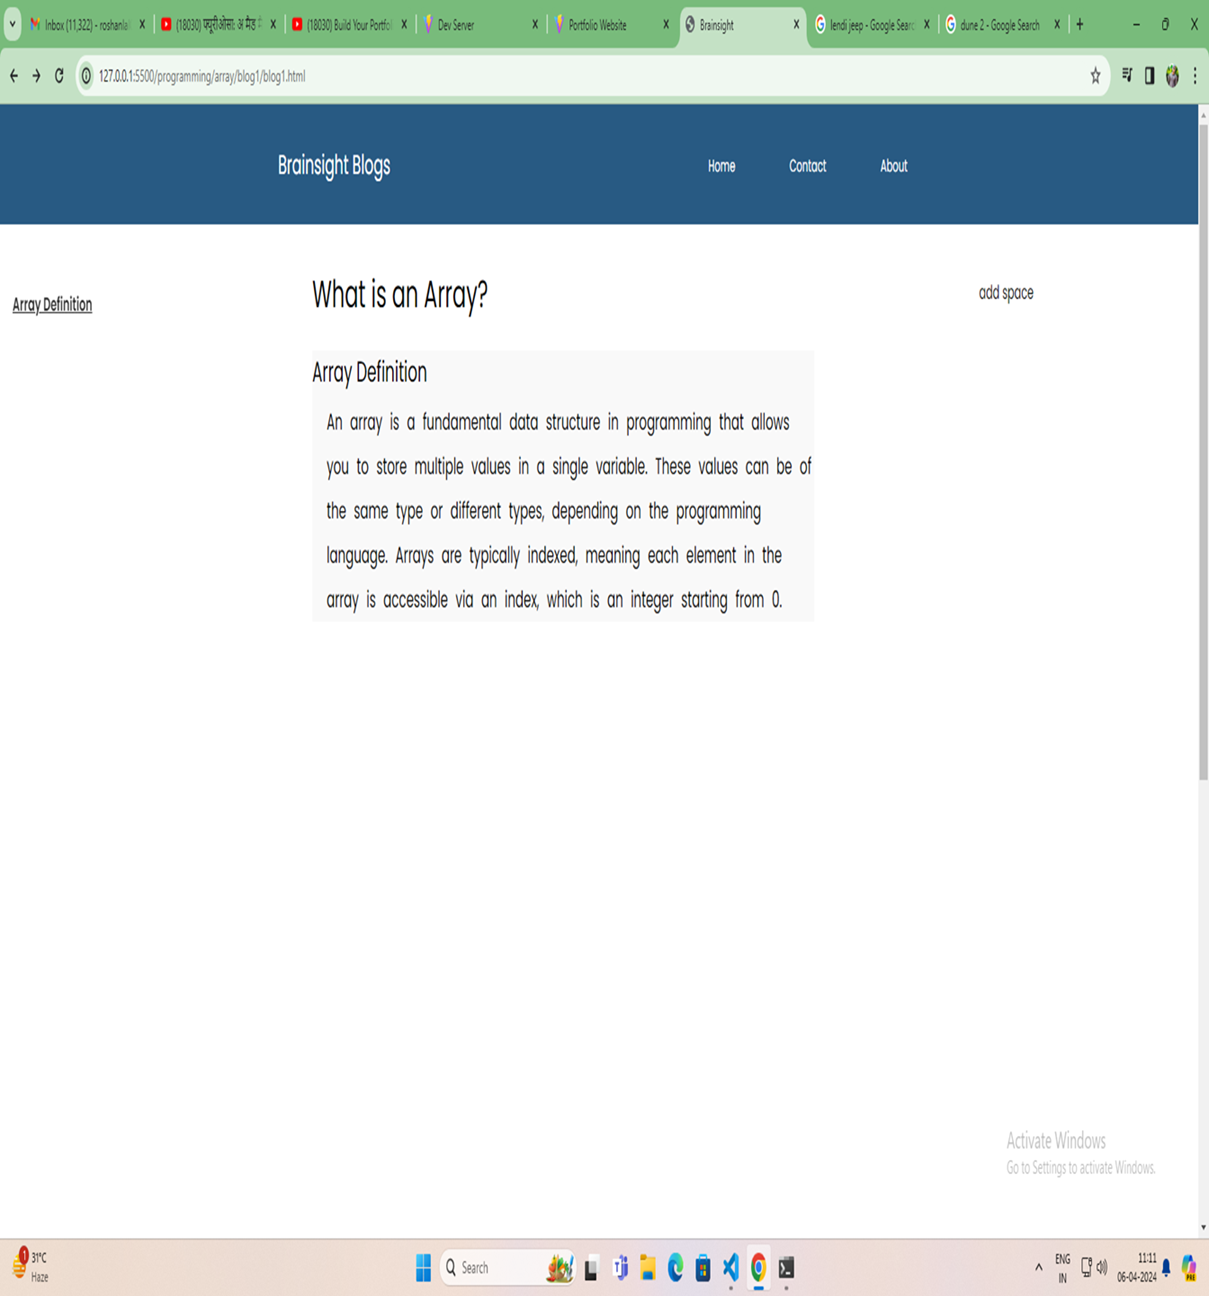 Inbox (11,322) - roshanlal
(18030) फ्यूरीओसा: अ मैड
(18030) Build Your Portfol
Dev Server
Portfolio Website
Brainsight
lendi jeep - Google Searc
dune 2 - Google Search
127.0.0.1:5500/programming/array/blog1/blog1.html
Brainsight Blogs
Home
Contact
About
Array Definition
What is an Array?
add space
Array Definition
An array is a fundamental data structure in programming that allows
you to store multiple values in a single variable. These values can be of
the same type or different types, depending on the programming
language. Arrays are typically indexed, meaning each element in the
array is accessible via an index, which is an integer starting from 0.
Activate Windows
Go to Settings to activate Windows.
1
31°C
Haze
Search
ENG
IN
11:11
06-04-2024
PRE